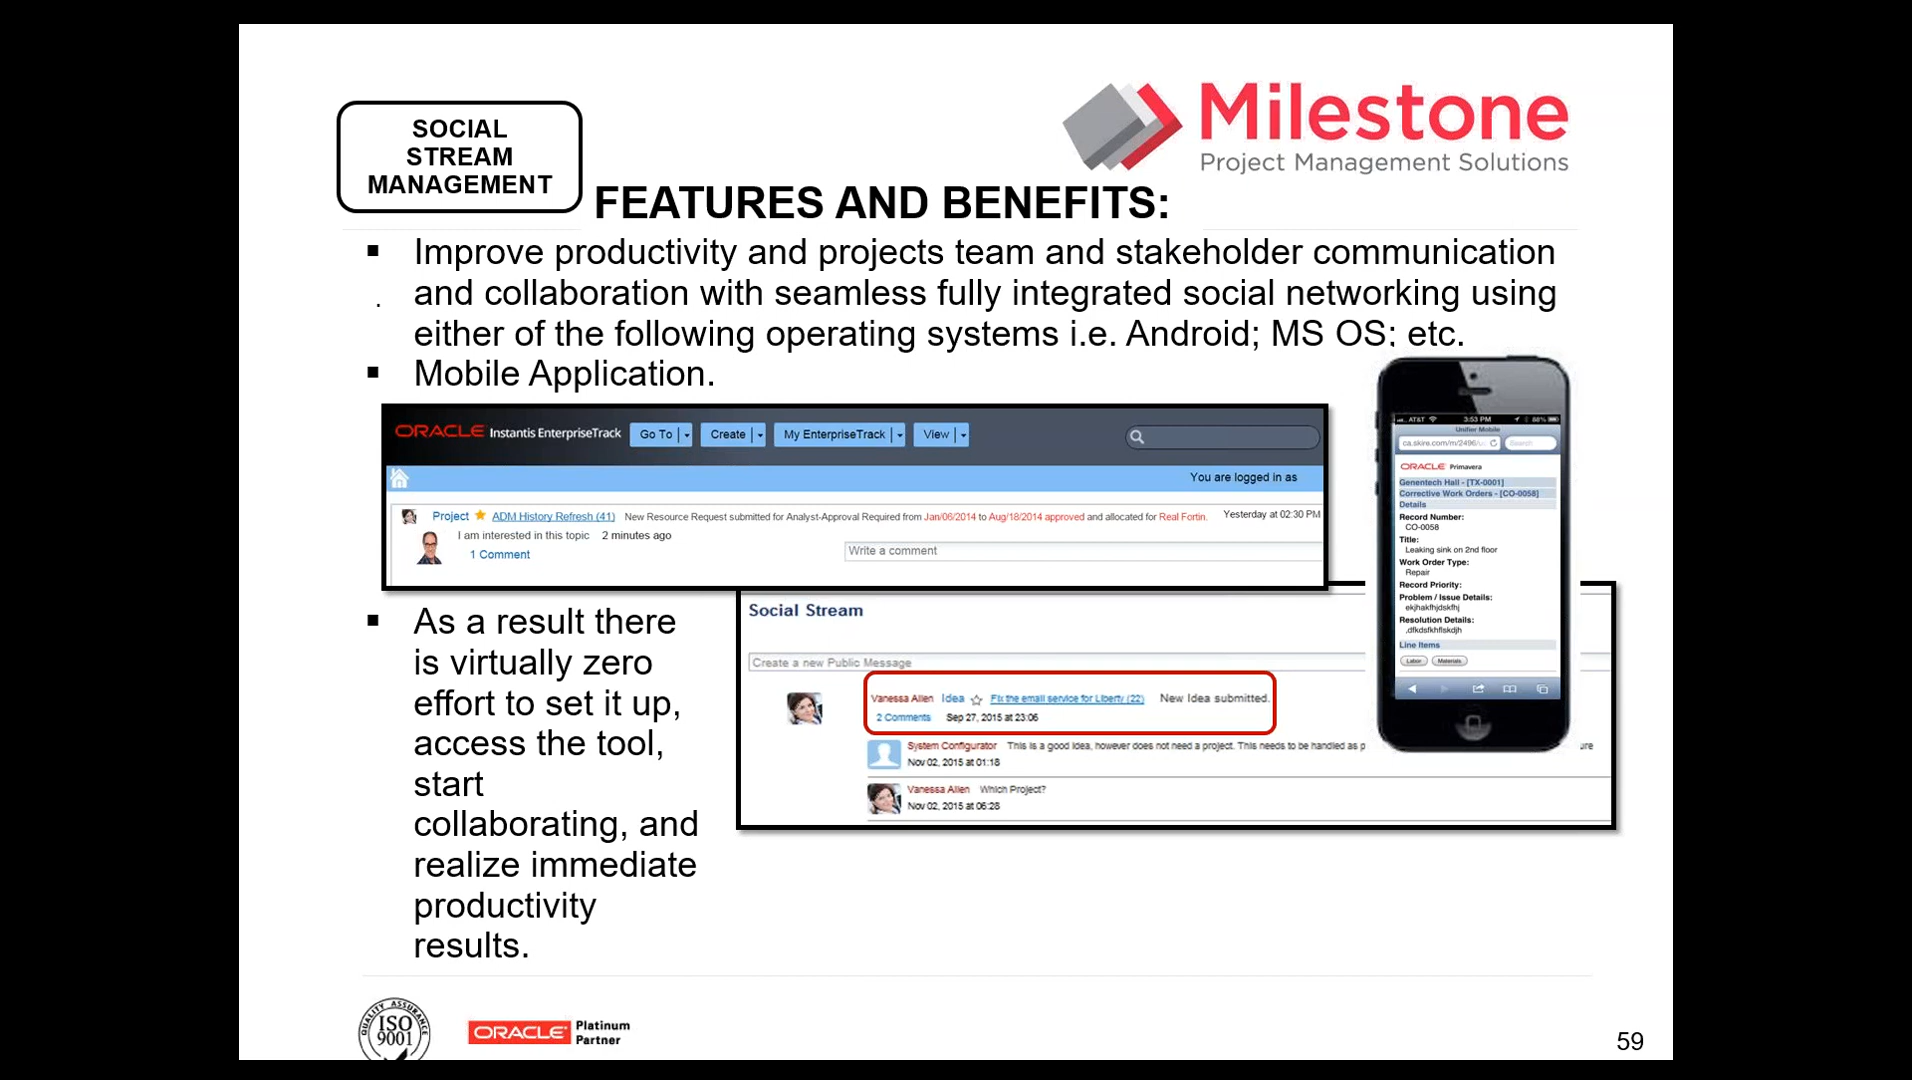 SOCIAL
STREAM
MANAGEMENT
Milestone
Project Management Solutions
FEATURES AND BENEFITS:
▪ Improve productivity and projects team and stakeholder communication
. and collaboration with seamless fully integrated social networking using
either of the following operating systems i.e. Android; MS OS; etc.
▪ Mobile Application.
ORACLE Instantis EnterpriseTrack Go To Create My EnterpriseTrack View
You are logged in as
Project ADM History Refresh (41) New Resource Request submitted for Analyst-Approval Required from Jan/06/2014 to Aug/18/2014 approved and allocated for Real Fortin. Yesterday at 02:30 PM
I am interested in this topic 2 minutes ago
1 Comment
Write a comment
AT&T 3:53 PM 88%
Unifier Mobile
ca.skire.com/m/2496/u Search
ORACLE Primavera
Genentech Hall - [TX-0001]
Corrective Work Orders - [CO-0058]
Details
Record Number:
CO-0058
Title:
Leaking sink on 2nd floor
Work Order Type:
Repair
Record Priority:
Problem / Issue Details:
ekjhakfhjdskfhj
Resolution Details:
,dfkdsfkhflskdjh
Line Items
Labor Materials
▪ As a result there
is virtually zero
effort to set it up,
access the tool,
start
collaborating, and
realize immediate
productivity
results.
Social Stream
Create a new Public Message
Vanessa Allen Idea Fix the email service for Liberty (22) New Idea submitted.
2 Comments Sep 27, 2015 at 23:06
System Configurator This is a good idea, however does not need a project. This needs to be handled as p ure
Nov 02, 2015 at 01:18
Vanessa Allen Which Project?
Nov 02, 2015 at 06:28
QUALITY ASSURANCE
ISO
9001
ORACLE Platinum
Partner
59